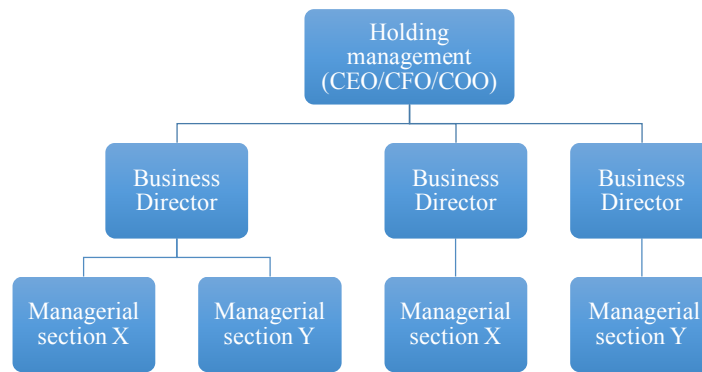 Holding
management
(CEO/CFO/COO)
Business
Director
Business
Director
Business
Director
Managerial
section X
Managerial
section Y
Managerial
section X
Managerial
section Y